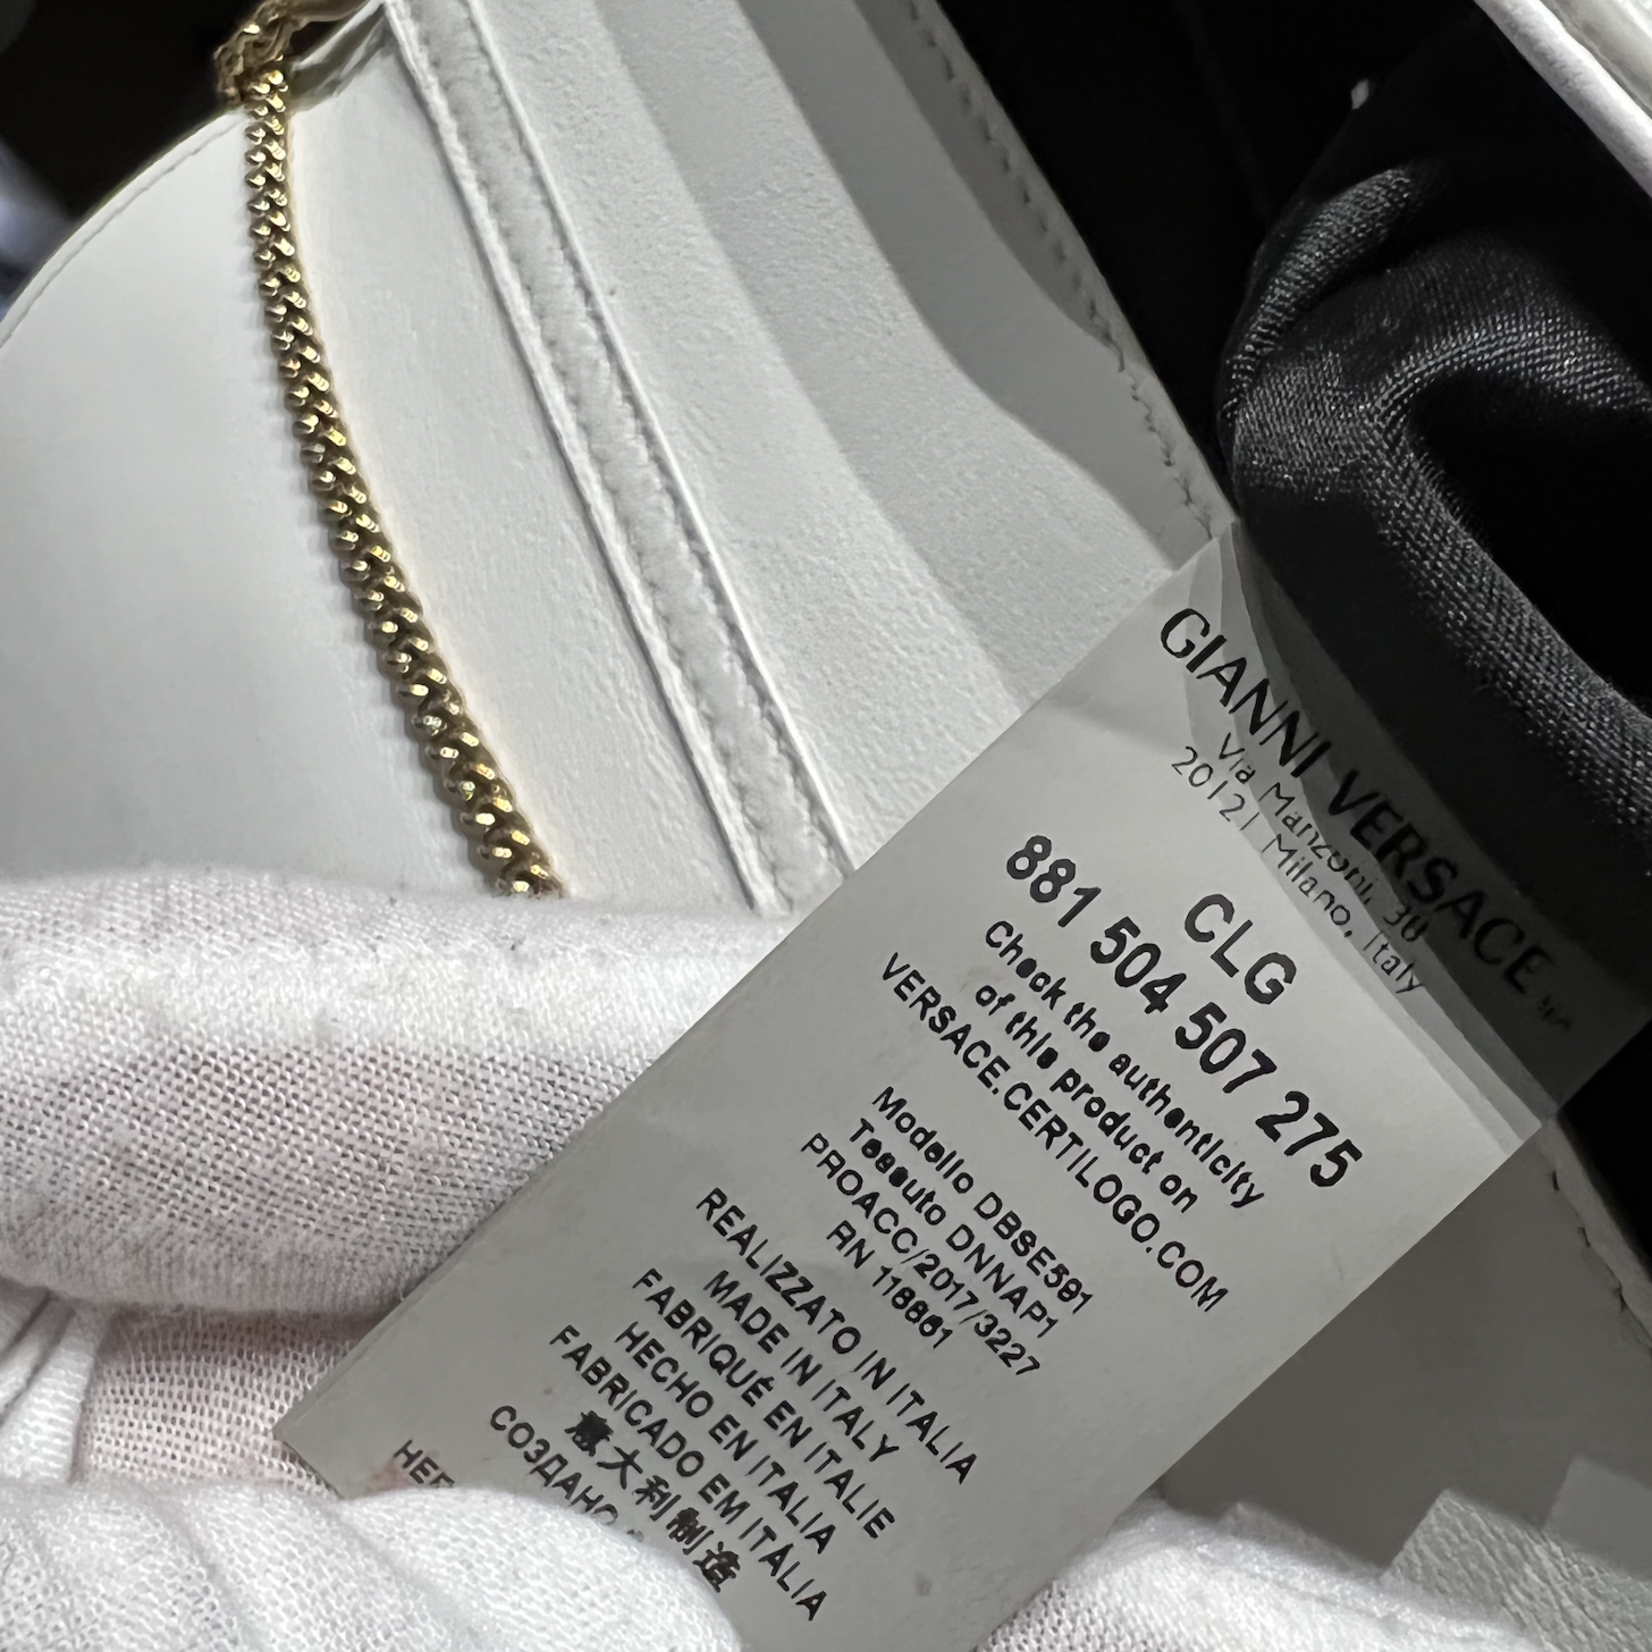 GIANNI VERSACE
Via Manzoni, 38
20121 Milano, Italy
CLG
881 504 507 275
Check the authenticity
of this product on
VERSACE.CERTILOGO.COM
Modello DBSE591
Tessuto DNNAP1
PROACC/2017/3227
RN 118861
REALIZZATO IN ITALIA
MADE IN ITALY
FABRIQUÉ EN ITALIE
HECHO EN ITALIA
FABRICADO EM ITALIA
意大利制造